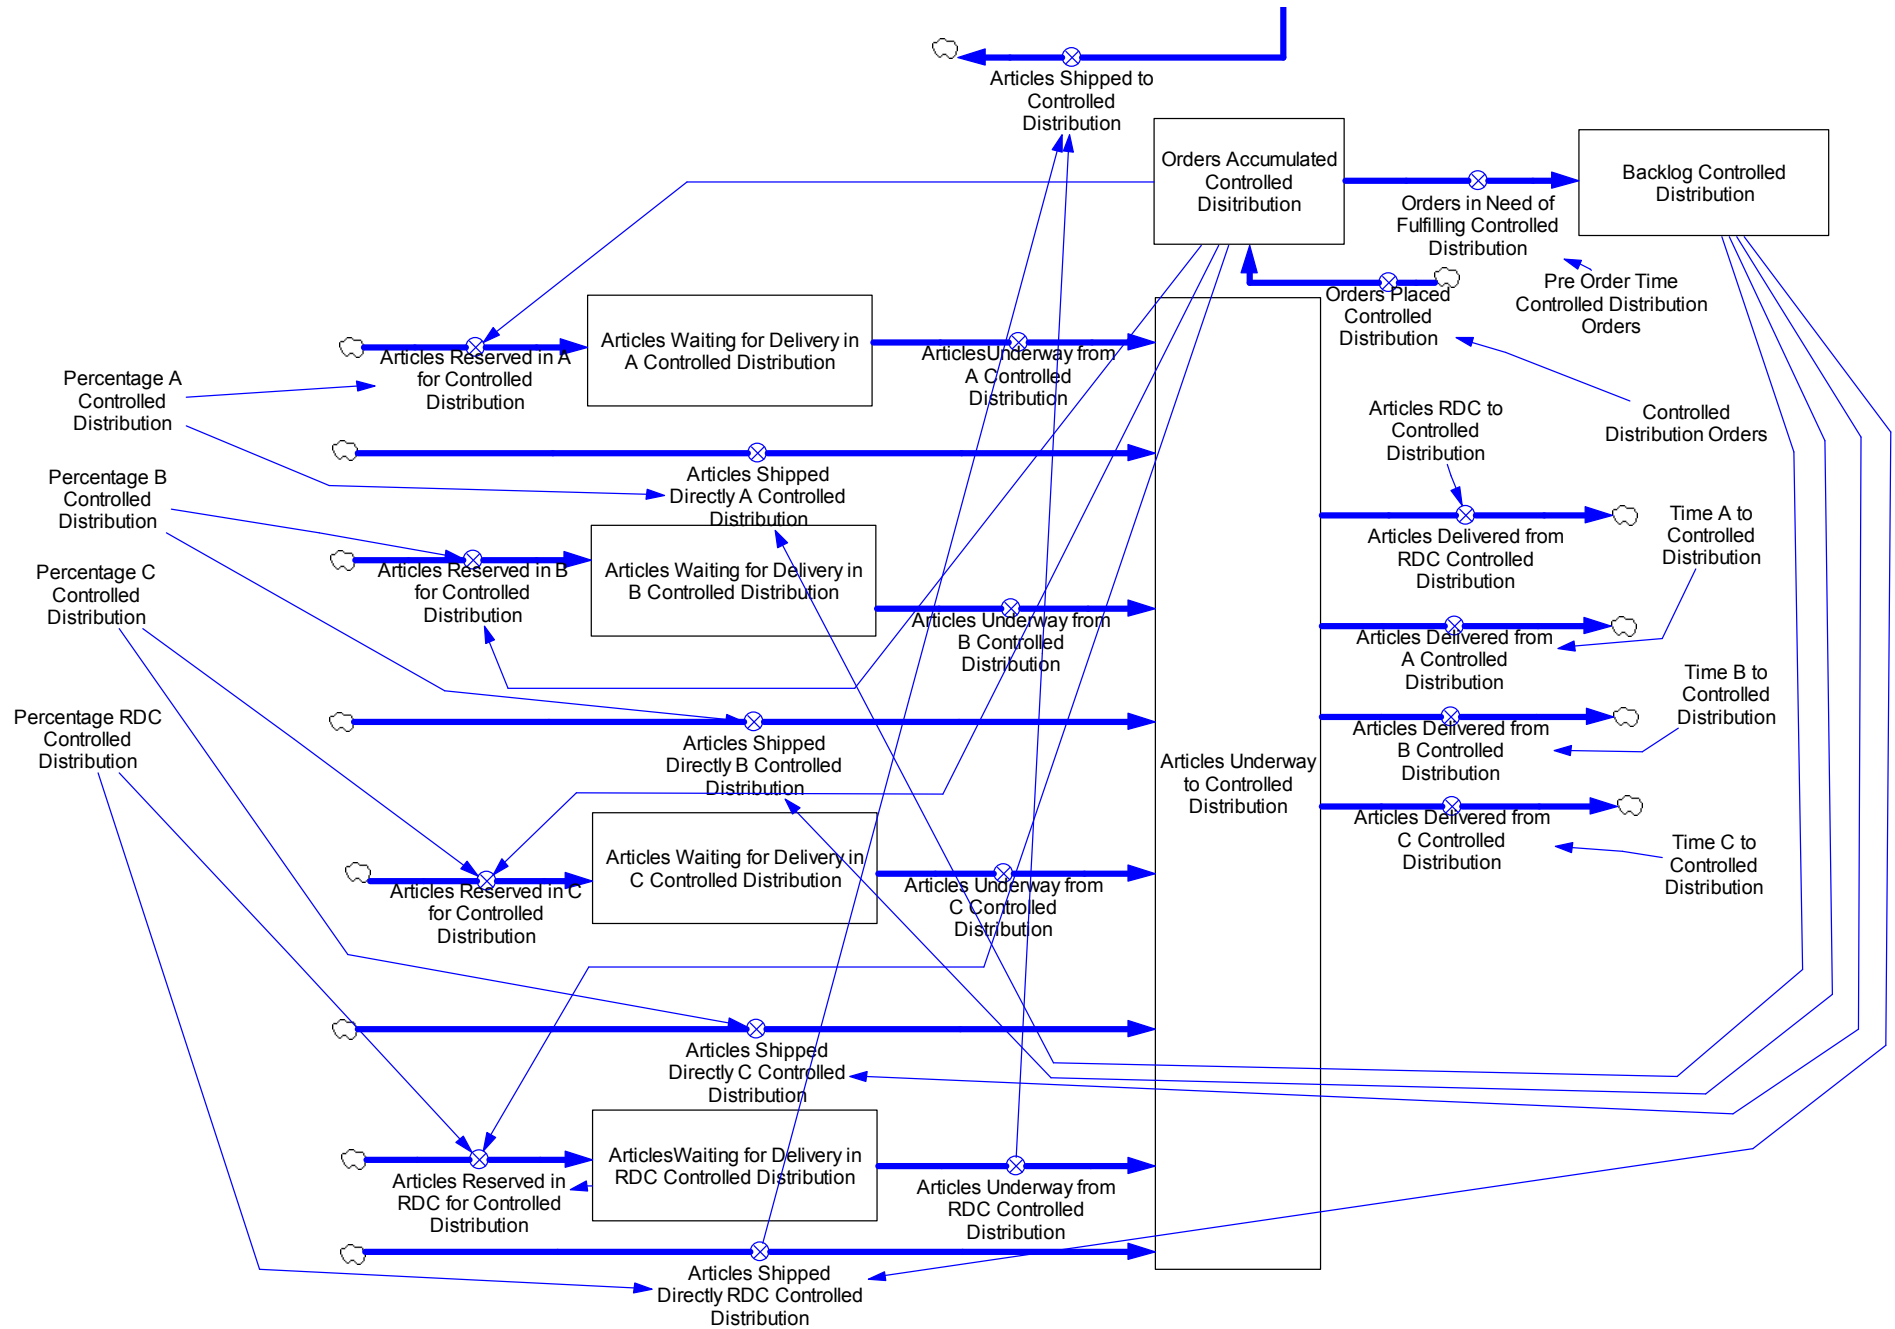 Articles Shipped to
Controlled
Distribution
Orders Accumulated
Controlled
Disitribution
Backlog Controlled
Distribution
Orders in Need of
Fulfilling Controlled
Distribution
Pre Order Time
Controlled Distribution
Orders
Orders Placed
Controlled
Distribution
Controlled
Distribution Orders
Percentage A
Controlled
Distribution
Articles Reserved in A
for Controlled
Distribution
Articles Waiting for Delivery in
A Controlled Distribution
ArticlesUnderway from
A Controlled
Distribution
Articles Shipped
Directly A Controlled
Distribution
Percentage B
Controlled
Distribution
Articles Reserved in B
for Controlled
Distribution
Articles Waiting for Delivery in
B Controlled Distribution
Articles Underway from
B Controlled
Distribution
Articles Shipped
Directly B Controlled
Distribution
Percentage C
Controlled
Distribution
Articles Reserved in C
for Controlled
Distribution
Articles Waiting for Delivery in
C Controlled Distribution
Articles Underway from
C Controlled
Distribution
Articles Shipped
Directly C Controlled
Distribution
Percentage RDC
Controlled
Distribution
Articles Reserved in
RDC for Controlled
Distribution
ArticlesWaiting for Delivery in
RDC Controlled Distribution
Articles Underway from
RDC Controlled
Distribution
Articles Shipped
Directly RDC Controlled
Distribution
Articles Underway
to Controlled
Distribution
Articles RDC to
Controlled
Distribution
Articles Delivered from
RDC Controlled
Distribution
Time A to
Controlled
Distribution
Articles Delivered from
A Controlled
Distribution
Time B to
Controlled
Distribution
Articles Delivered from
B Controlled
Distribution
Time C to
Controlled
Distribution
Articles Delivered from
C Controlled
Distribution